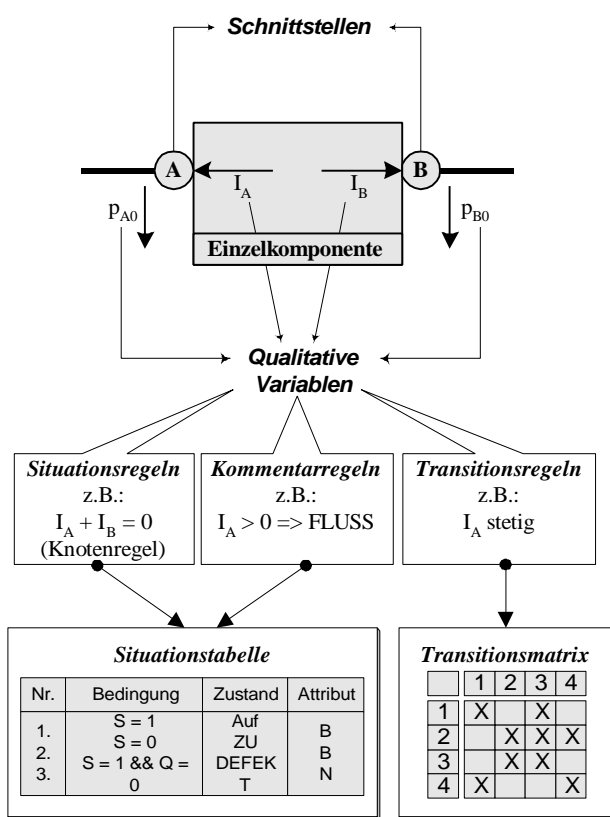 Schnittstellen
A
B
I_A
I_B
p_A0
p_B0
Einzelkomponente
Qualitative
Variablen
Situationsregeln
z.B.:
I_A + I_B = 0
(Knotenregel)
Kommentarregeln
z.B.:
I_A > 0 => FLUSS
Transitionsregeln
z.B.:
I_A stetig
Situationstabelle
Nr. Bedingung Zustand Attribut
1. S = 1 Auf B
2. S = 0 ZU B
3. S = 1 && Q = DEFEK N
0 T
Transitionsmatrix
1 2 3 4
1 X X
2 X X X
3 X X
4 X X